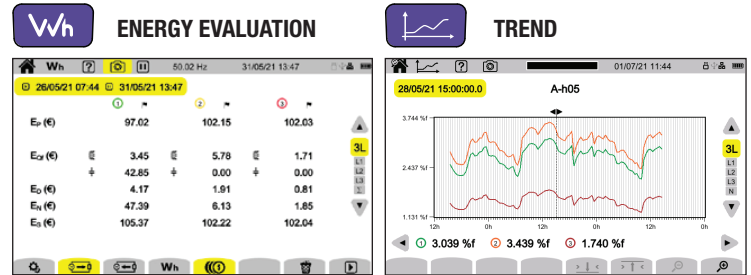 Wh ENERGY EVALUATION
Wh ? 50.02 Hz 31/05/21 13:47
26/05/21 07:44 31/05/21 13:47
1 2 3
EP (€) 97.02 102.15 102.03
EQf (€) 3.45 5.78 1.71
42.85 0.00 0.00
ED (€) 4.17 1.91 0.81
EN (€) 47.39 6.13 1.85
ES (€) 105.37 102.22 102.04
3L
L1
L2
L3
Σ
Wh
TREND
? 01/07/21 11:44
28/05/21 15:00:00.0 A-h05
3.744 %f
2.437 %f
1.131 %f
12h 0h 12h 0h 12h 0h
3L
L1
L2
L3
N
1 3.039 %f 2 3.439 %f 3 1.740 %f